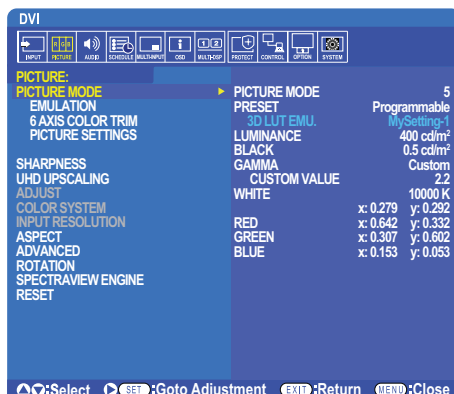 DVI
R G B 1 2
INPUT PICTURE AUDIO SCHEDULE MULTI-INPUT OSD MULTI-DSP PROTECT CONTROL OPTION SYSTEM
PICTURE:
PICTURE MODE PICTURE MODE 5
EMULATION PRESET Programmable
6 AXIS COLOR TRIM 3D LUT EMU. MySetting-1
PICTURE SETTINGS LUMINANCE 400 cd/m²
BLACK 0.5 cd/m²
SHARPNESS GAMMA Custom
UHD UPSCALING CUSTOM VALUE 2.2
ADJUST WHITE 10000 K
COLOR SYSTEM x: 0.279 y: 0.292
INPUT RESOLUTION RED x: 0.642 y: 0.332
ASPECT GREEN x: 0.307 y: 0.602
ADVANCED BLUE x: 0.153 y: 0.053
ROTATION
SPECTRAVIEW ENGINE
RESET
:Select SET :Goto Adjustment EXIT :Return MENU :Close